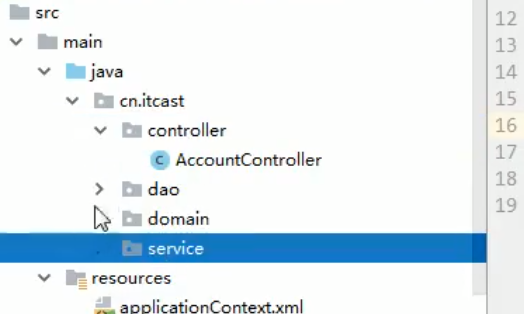 src
main
java
cn.itcast
controller
C AccountController
dao
domain
service
resources
applicationContext.xml
12
13
14
15
16
17
18
19